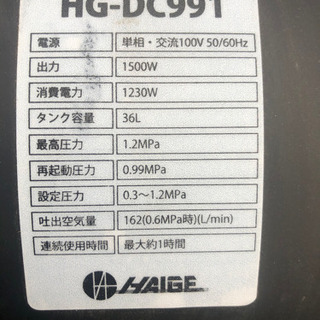 HG-DC991
電源 単相・交流100V 50/60Hz
出力 1500W
消費電力 1230W
タンク容量 36L
最高圧力 1.2MPa
再起動圧力 0.99MPa
設定圧力 0.3～1.2MPa
吐出空気量 162(0.6MPa時)(L/min)
連続使用時間 最大約1時間
HAIGE